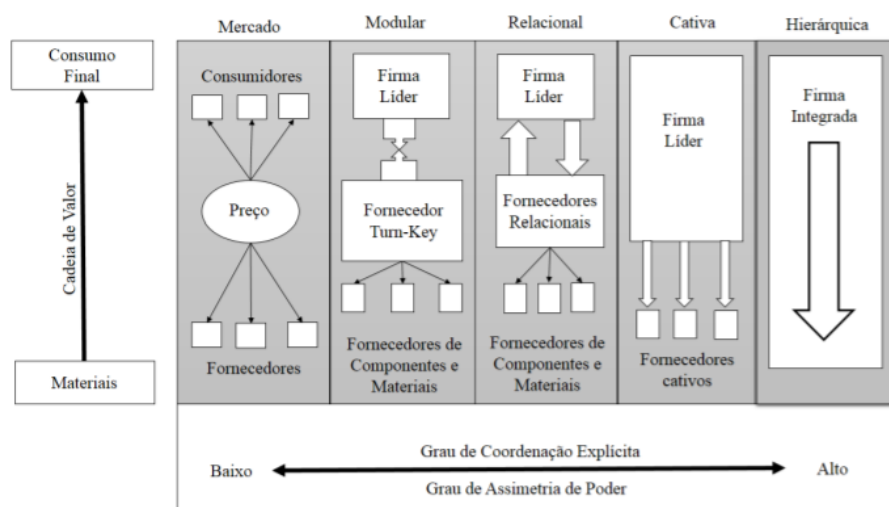 Mercado
Modular
Relacional
Cativa
Hierárquica
Consumo
Final
Cadeia de Valor
Materiais
Consumidores
Preço
Fornecedores
Firma
Líder
Fornecedor
Turn-Key
Fornecedores de
Componentes e
Materiais
Firma
Líder
Fornecedores
Relacionais
Fornecedores de
Componentes e
Materiais
Firma
Líder
Fornecedores
cativos
Firma
Integrada
Grau de Coordenação Explícita
Baixo
Alto
Grau de Assimetria de Poder